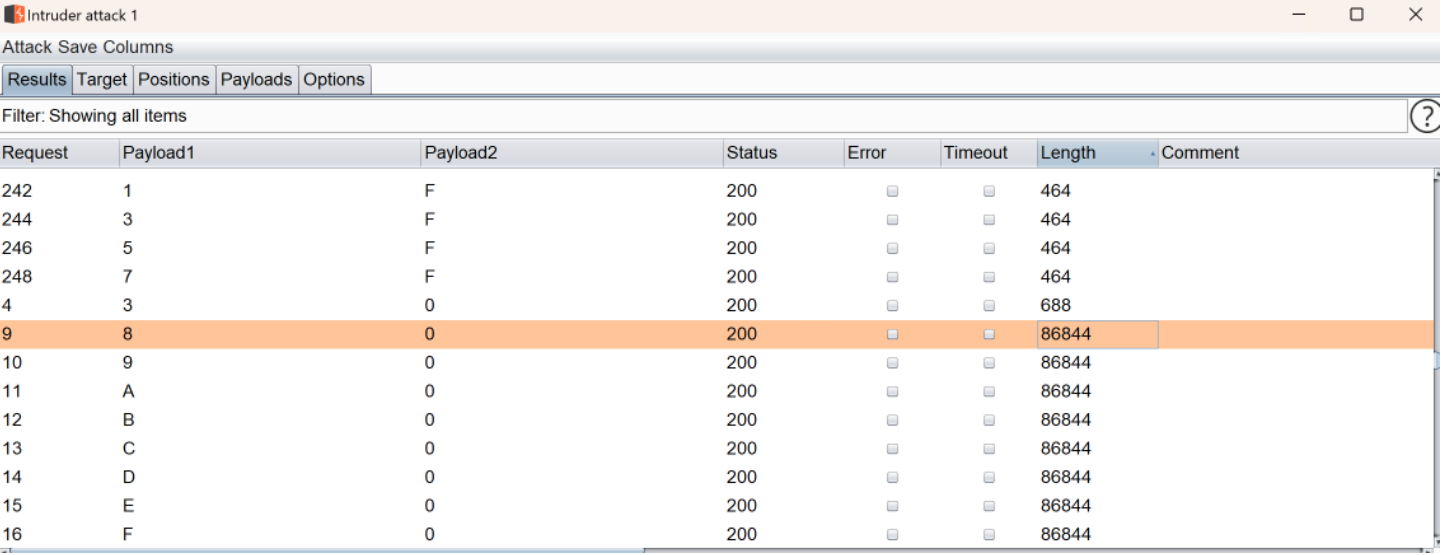 Intruder attack 1
Attack Save Columns
Results Target Positions Payloads Options
Filter: Showing all items ?
Request Payload1 Payload2 Status Error Timeout Length Comment
242 1 F 200 464
244 3 F 200 464
246 5 F 200 464
248 7 F 200 464
4 3 0 200 688
9 8 0 200 86844
10 9 0 200 86844
11 A 0 200 86844
12 B 0 200 86844
13 C 0 200 86844
14 D 0 200 86844
15 E 0 200 86844
16 F 0 200 86844